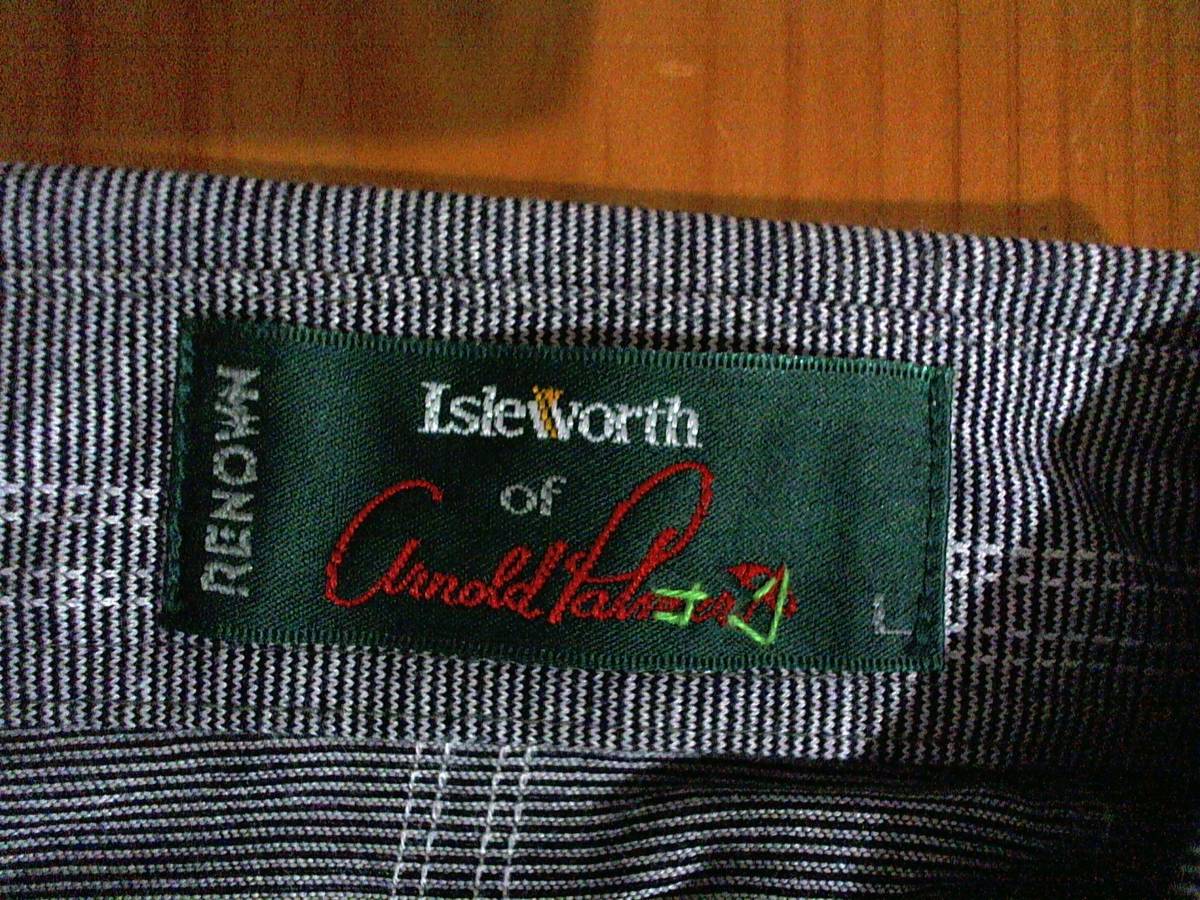 RENOWN
IsleWorth
of
Arnold Palmer
L